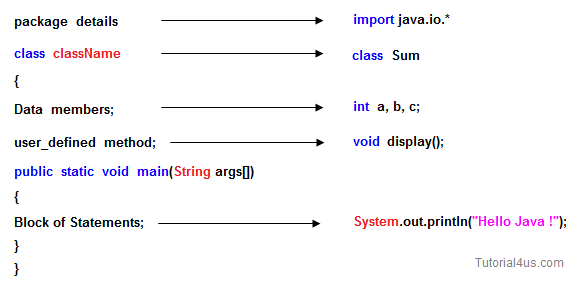 package details import java.io.*
class className class Sum
{
Data members; int a, b, c;
user_defined method; void display();
public static void main(String args[])
{
Block of Statements; System.out.println("Hello Java !");
}
}
Tutorial4us.com